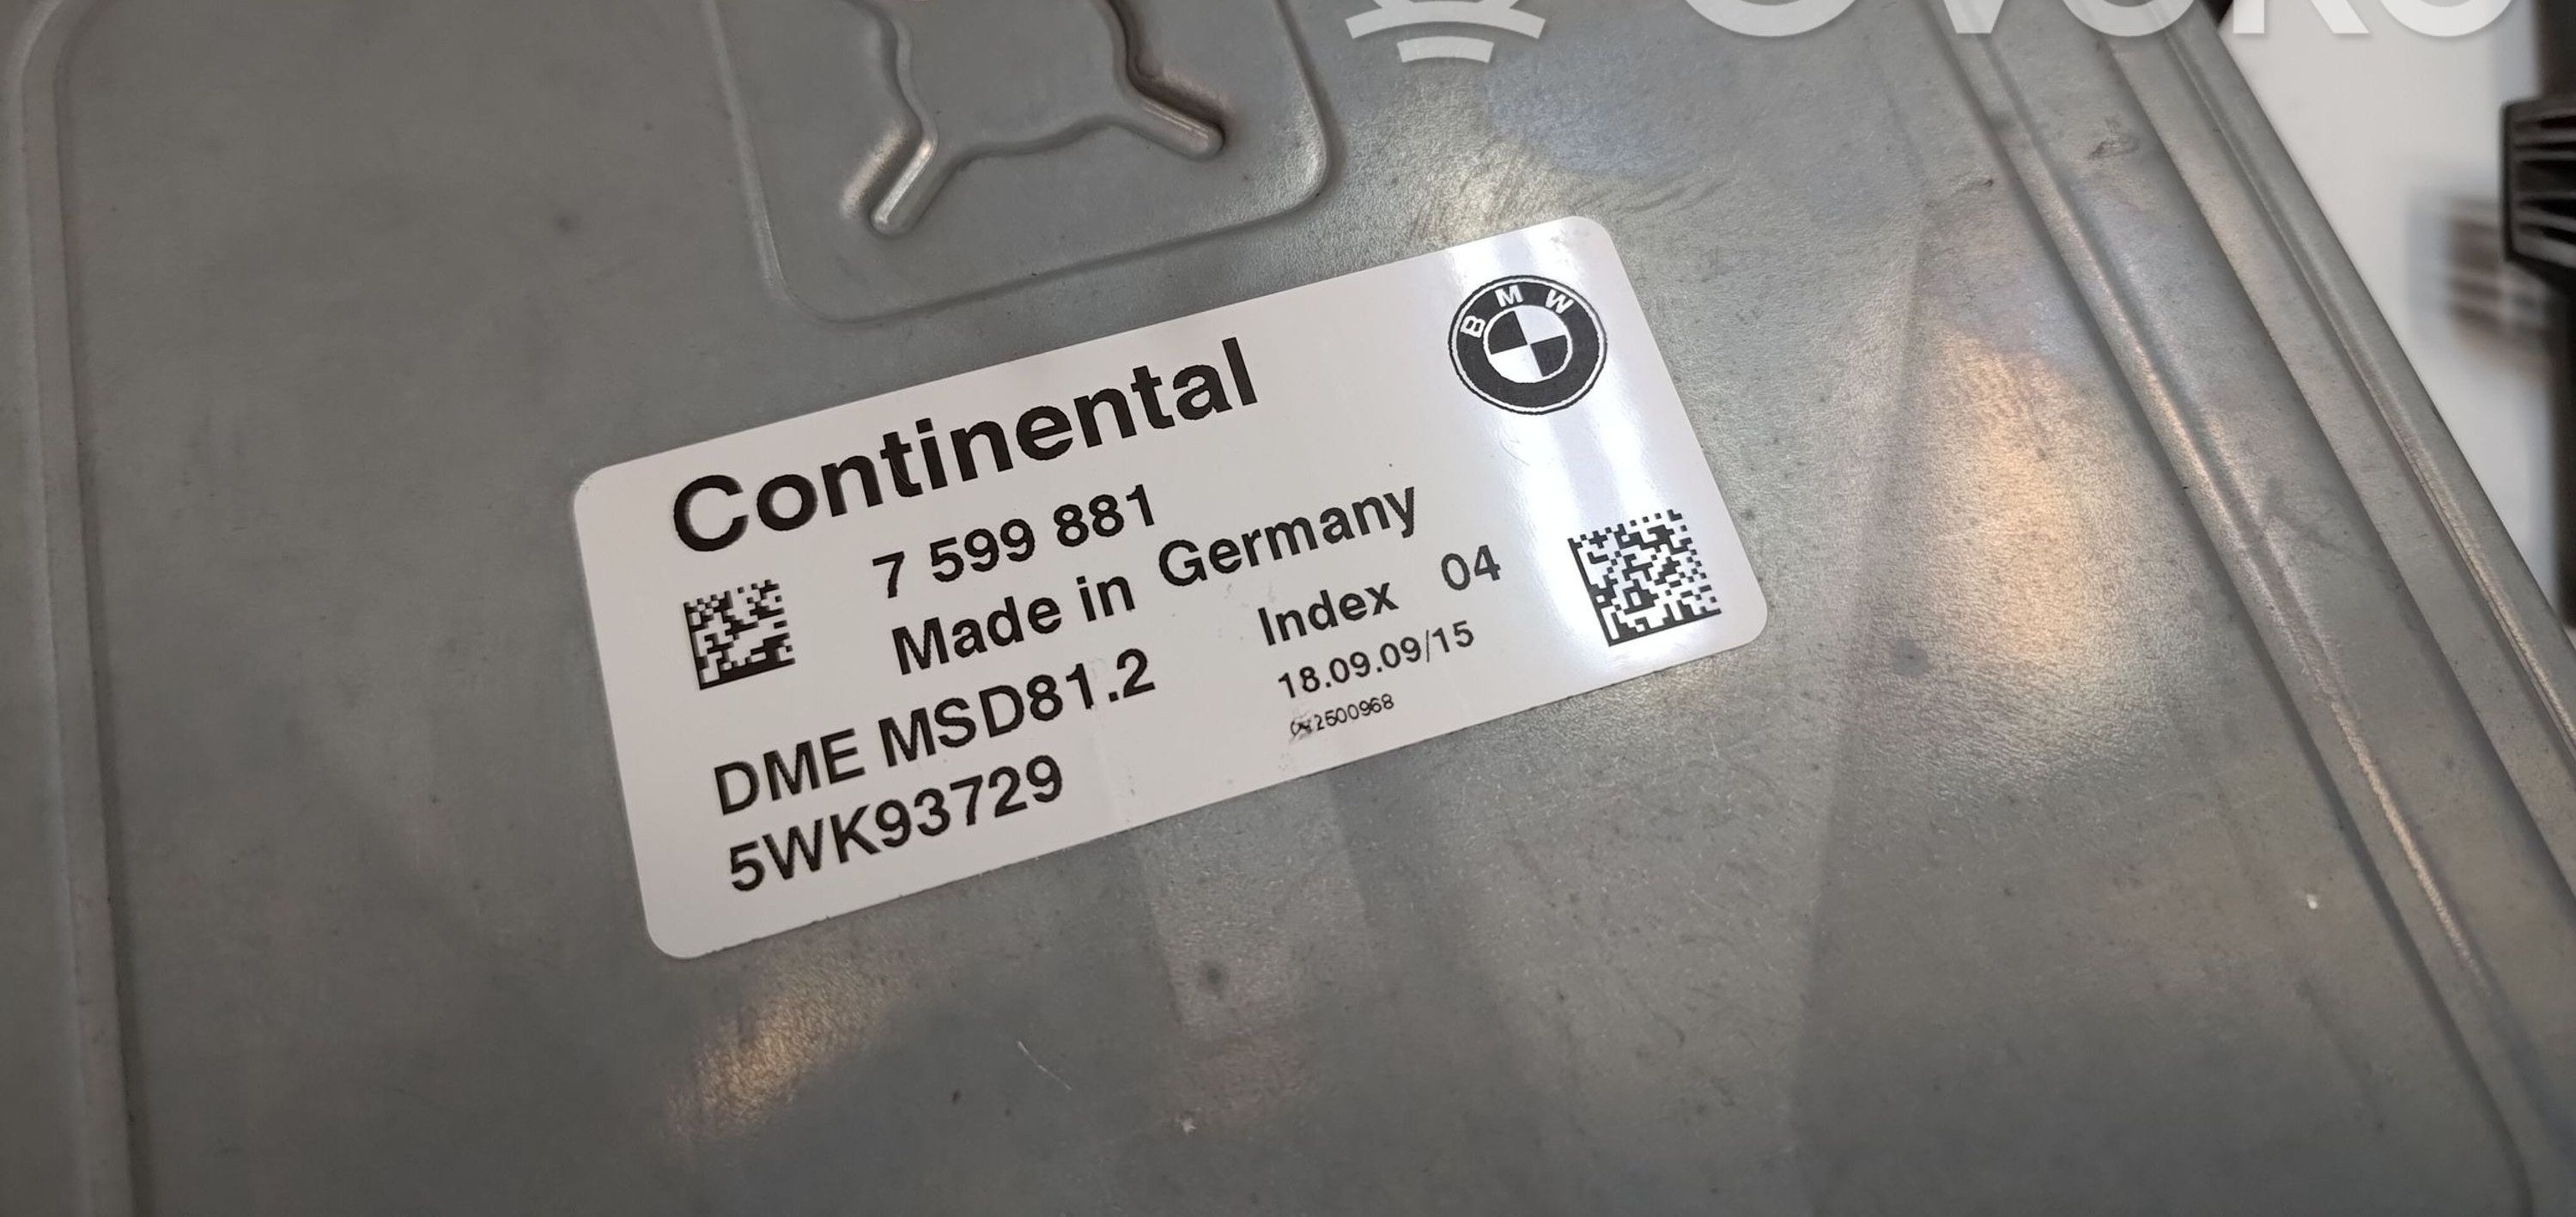 BMW
Continental
7 599 881
Made in Germany
Index 04
DME MSD81.2
18.09.09/15
5WK93729